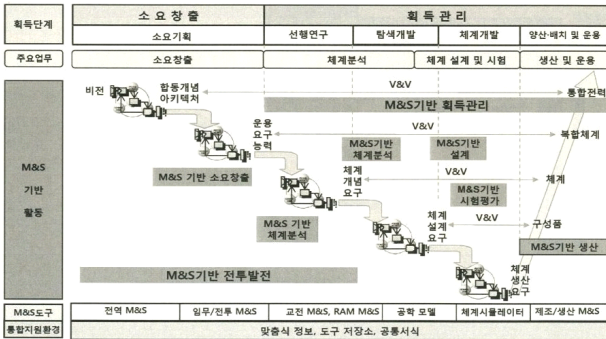 획득단계
소요창출
획득관리
소요기획
선행연구
탐색개발
체계개발
양산·배치 및 운용
주요업무
소요창출
체계분석
체계 설계 및 시험
생산 및 운용
M&S
기반
활동
비전
합동개념
아키텍처
V&V
통합전력
M&S기반 획득관리
운용
요구
능력
V&V
복합체계
M&S기반
체계분석
M&S기반
설계
M&S 기반 소요창출
체계
개념
요구
V&V
체계
M&S기반
시험평가
M&S 기반
체계분석
체계
설계
요구
V&V
구성품
M&S기반 생산
M&S기반 전투발전
체계
생산
요구
M&S도구
전역 M&S
임무/전투 M&S
교전 M&S, RAM M&S
공학 모델
체계시뮬레이터
제조/생산 M&S
통합지원환경
맞춤식 정보, 도구 저장소, 공통서식